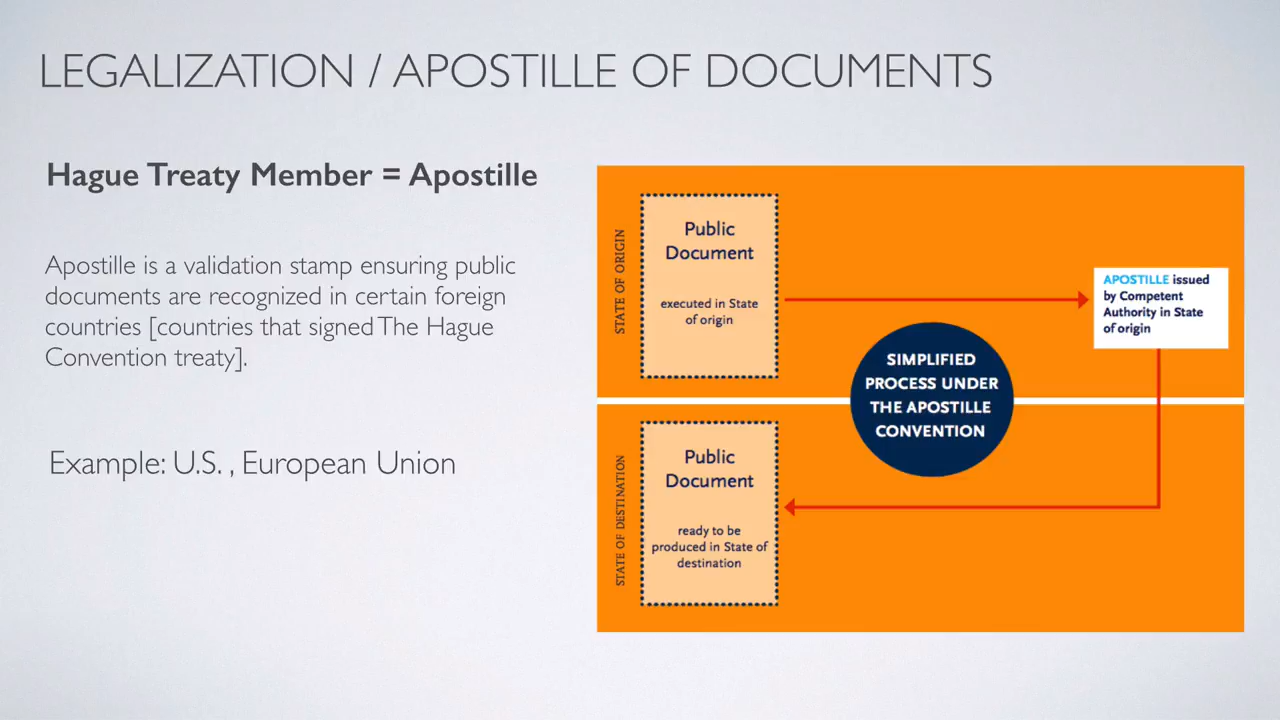 LEGALIZATION / APOSTILLE OF DOCUMENTS
Hague Treaty Member = Apostille
Apostille is a validation stamp ensuring public
documents are recognized in certain foreign
countries [countries that signed The Hague
Convention treaty].
Example: U.S. , European Union
STATE OF ORIGIN
Public
Document
executed in State
of origin
APOSTILLE issued
by Competent
Authority in State
of origin
SIMPLIFIED
PROCESS UNDER
THE APOSTILLE
CONVENTION
STATE OF DESTINATION
Public
Document
ready to be
produced in State of
destination